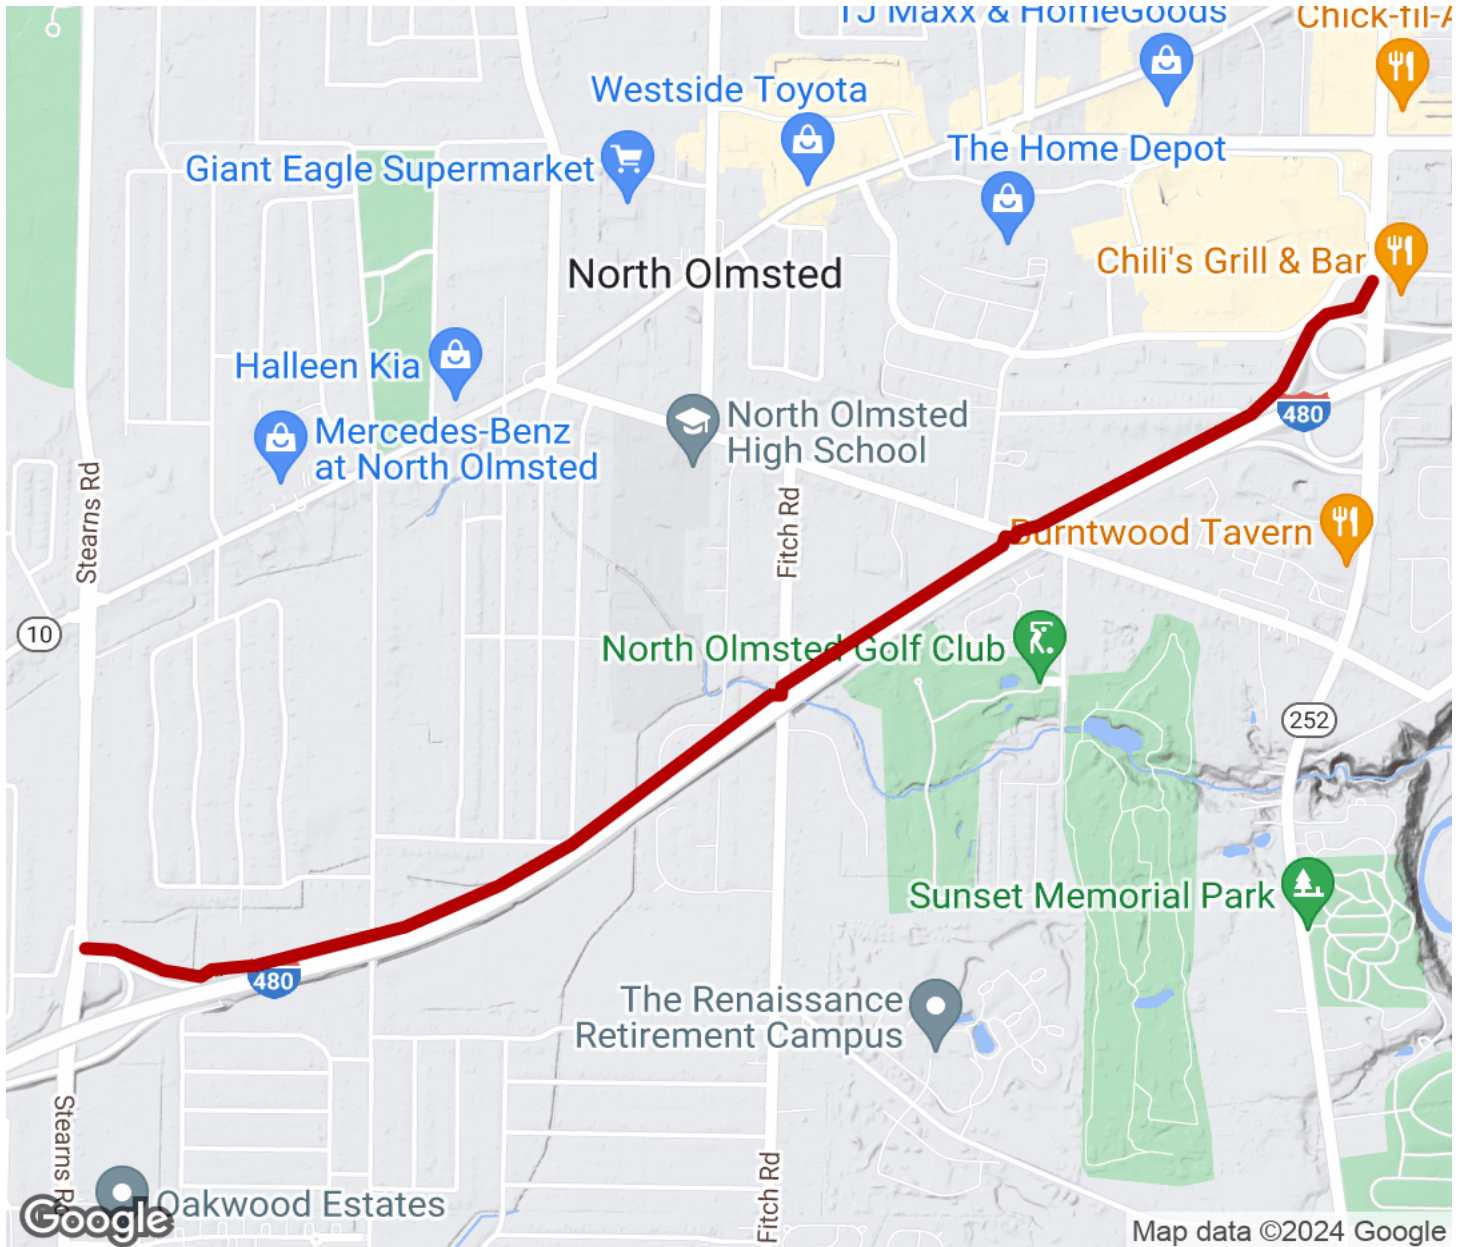 TJ Maxx & HomeGoods
Chick-fil-A
Westside Toyota
The Home Depot
Giant Eagle Supermarket
Chili's Grill & Bar
North Olmsted
Halleen Kia
480
North Olmsted
High School
Mercedes-Benz
at North Olmsted
Stearns Rd
Fitch Rd
Burntwood Tavern
10
North Olmsted Golf Club
252
Sunset Memorial Park
480
The Renaissance
Retirement Campus
Stearns Rd
Fitch Rd
Oakwood Estates
Google
Map data ©2024 Google